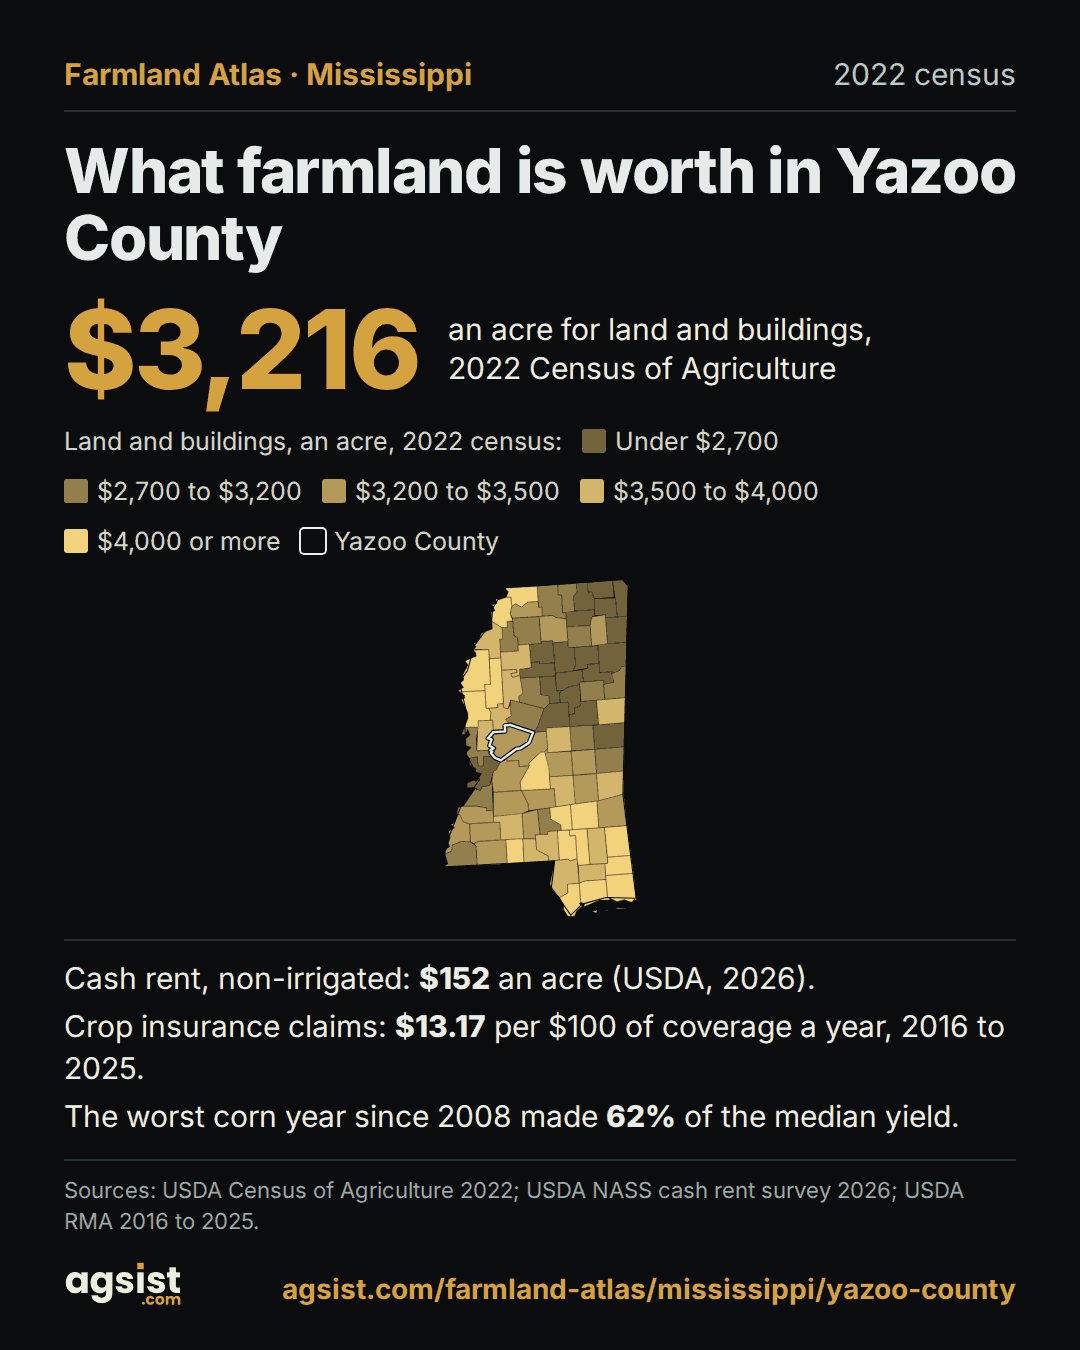 Farmland Atlas · Mississippi
2022 census
What farmland is worth in Yazoo
County
$3,216
an acre for land and buildings,
2022 Census of Agriculture
Land and buildings, an acre, 2022 census: Under $2,700
$2,700 to $3,200 $3,200 to $3,500 $3,500 to $4,000
$4,000 or more Yazoo County
Cash rent, non-irrigated: $152 an acre (USDA, 2026).
Crop insurance claims: $13.17 per $100 of coverage a year, 2016 to
2025.
The worst corn year since 2008 made 62% of the median yield.
Sources: USDA Census of Agriculture 2022; USDA NASS cash rent survey 2026; USDA
RMA 2016 to 2025.
agsist
.com
agsist.com/farmland-atlas/mississippi/yazoo-county